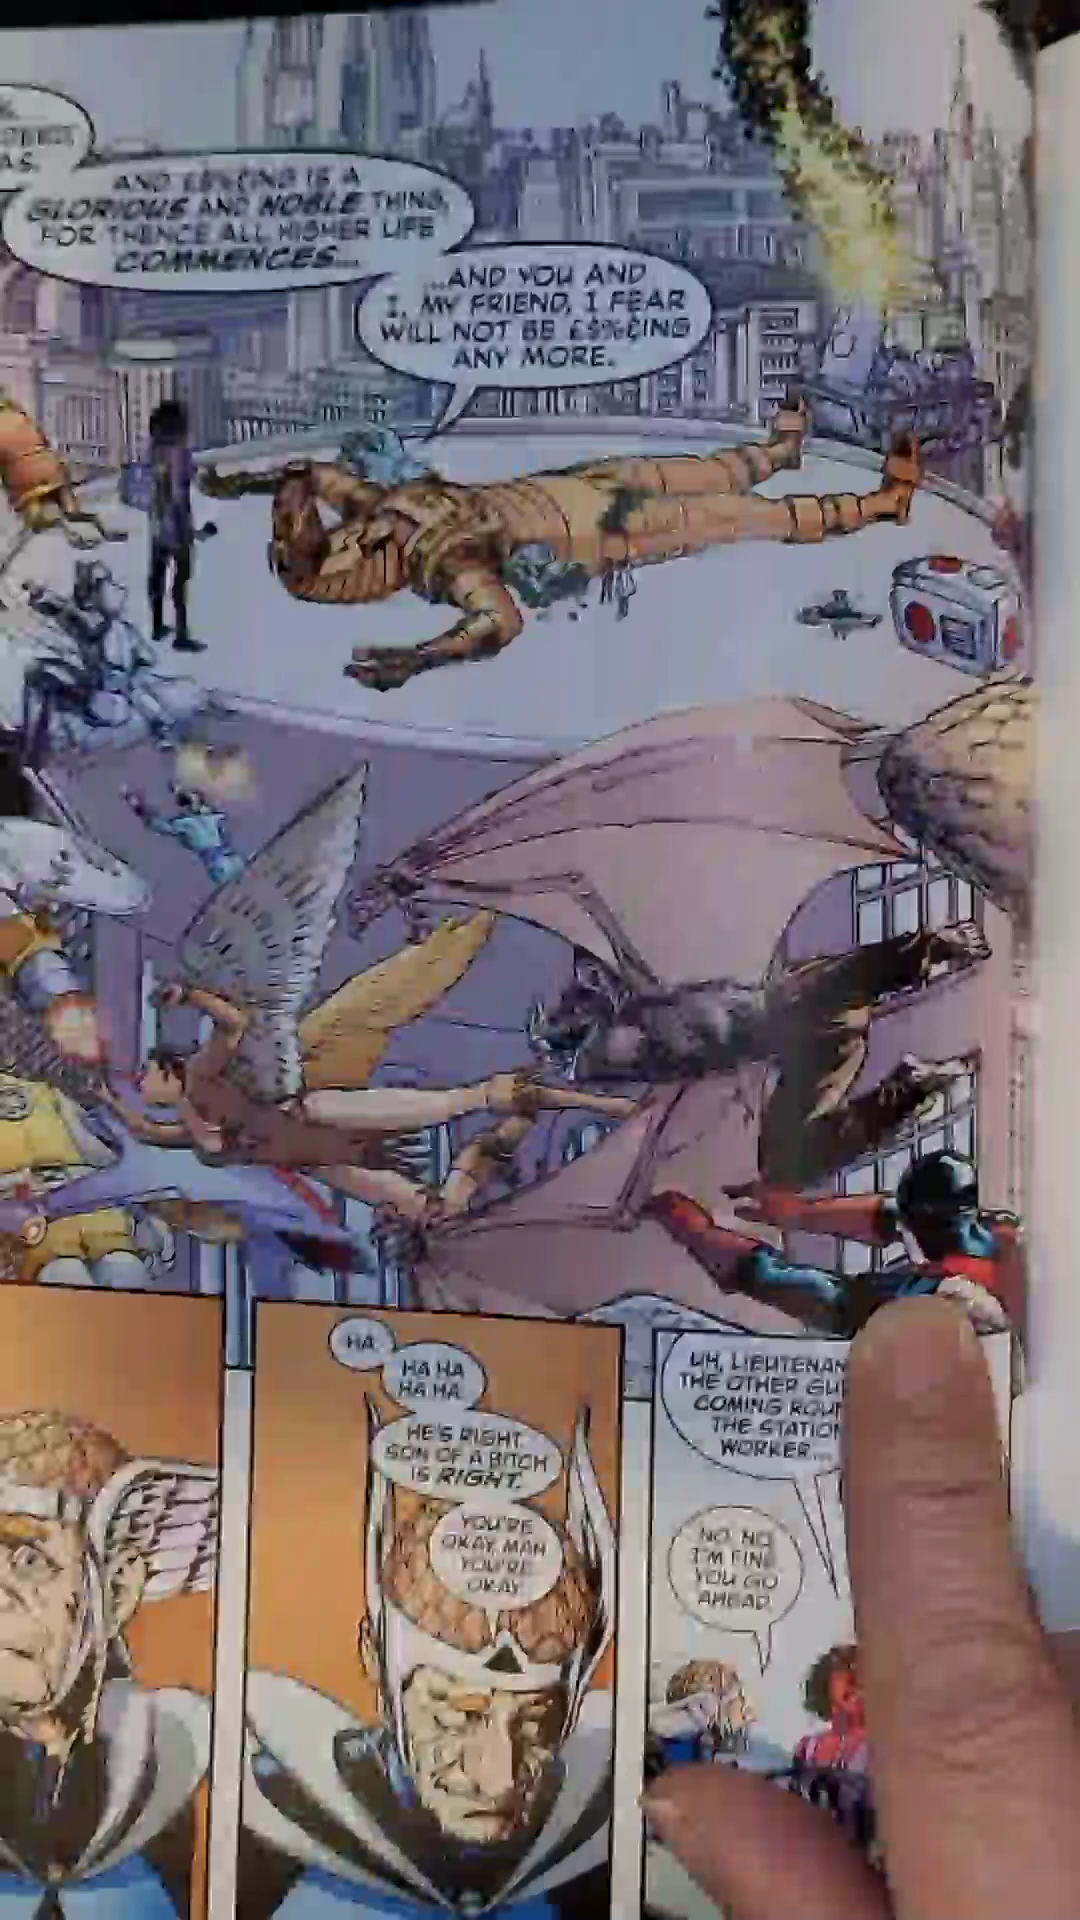 AS.
AND £$%¢ING IS A
GLORIOUS AND NOBLE THING,
FOR THENCE ALL HIGHER LIFE
COMMENCES...
...AND YOU AND
I, MY FRIEND, I FEAR
WILL NOT BE £$%¢ING
ANY MORE.
HA.
HA HA
HA HA.
HE'S RIGHT.
SON OF A BITCH
IS RIGHT.
YOU'RE
OKAY, MAN.
YOU'RE
OKAY.
UH, LIEUTENAN
THE OTHER GU
COMING ROUN
THE STATION
WORKER...
NO, NO,
I'M FINE,
YOU GO
AHEAD.